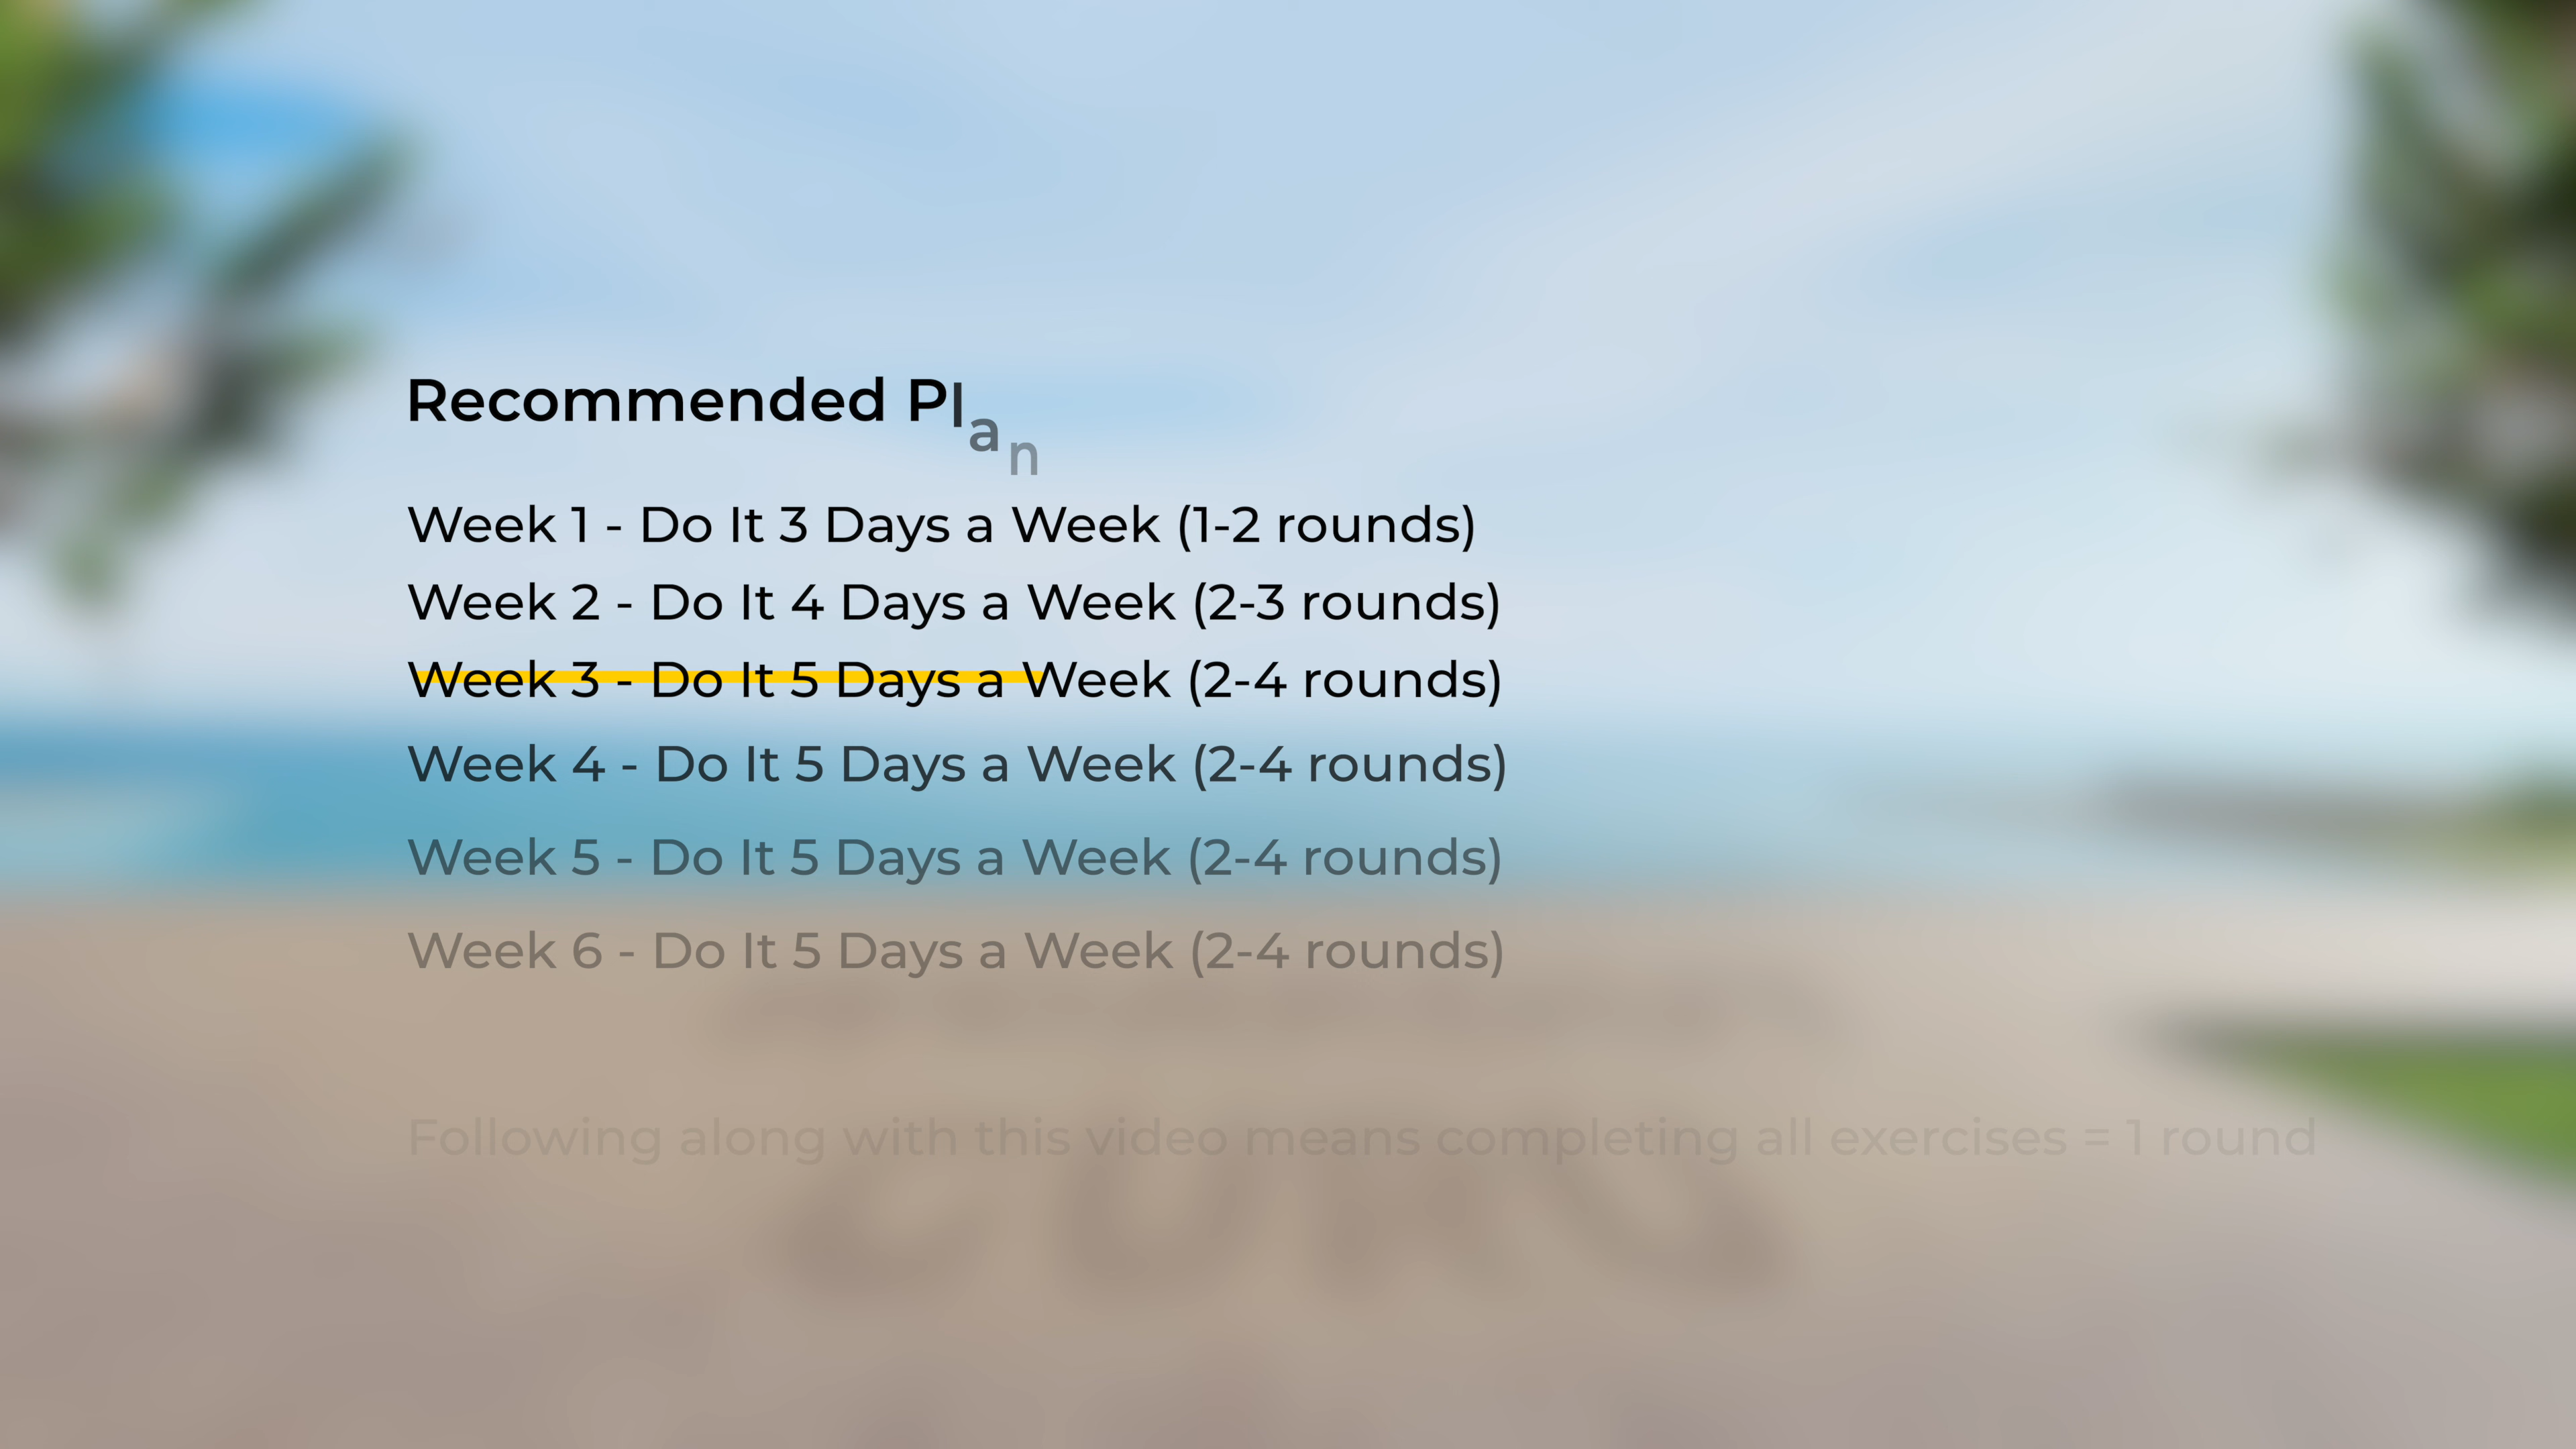 Recommended Plan
Week 1 - Do It 3 Days a Week (1-2 rounds)
Week 2 - Do It 4 Days a Week (2-3 rounds)
Week 3 - Do It 5 Days a Week (2-4 rounds)
Week 4 - Do It 5 Days a Week (2-4 rounds)
Week 5 - Do It 5 Days a Week (2-4 rounds)
Week 6 - Do It 5 Days a Week (2-4 rounds)
Following along with this video means completing all exercises = 1 round